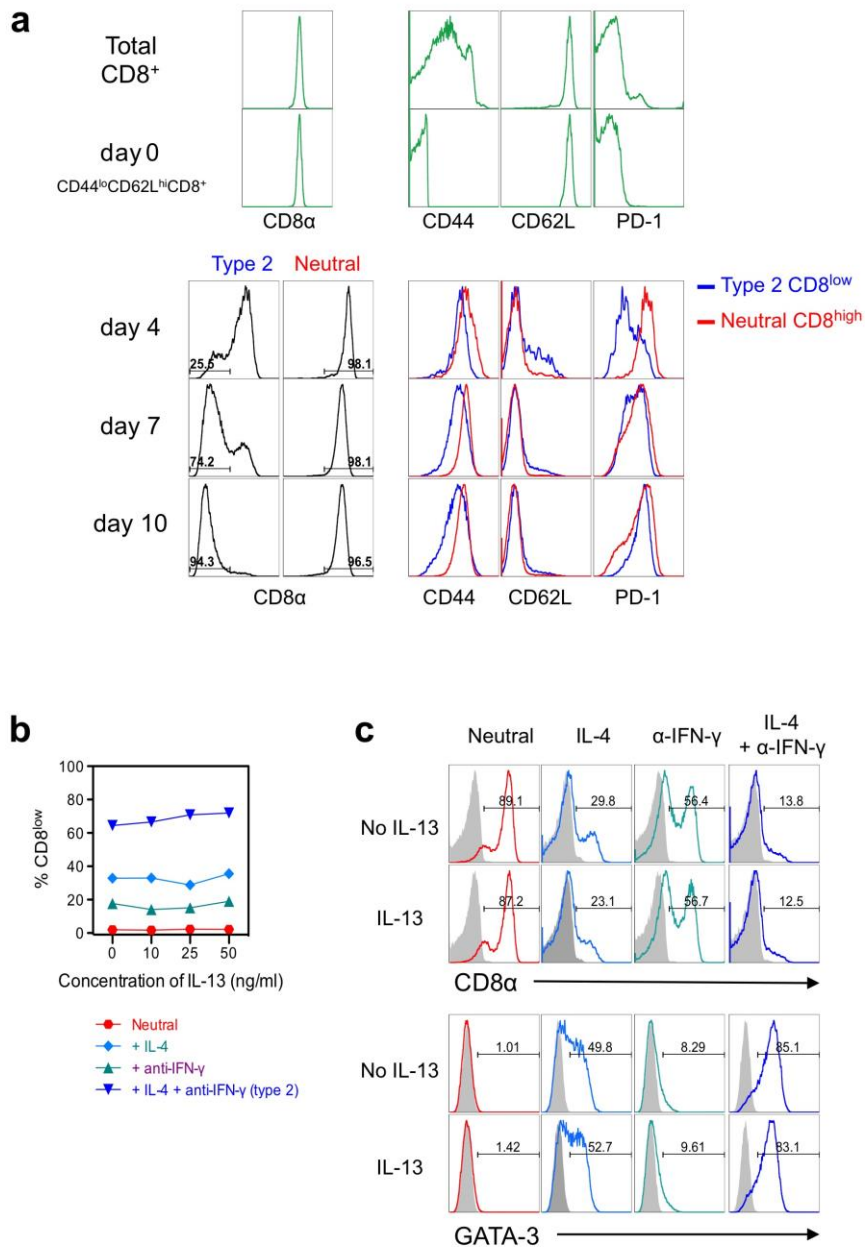 a
Total
CD8⁺
day 0
CD44ˡᵒCD62LʰⁱCD8⁺
CD8α
CD44
CD62L
PD-1
Type 2
Neutral
Type 2 CD8ˡᵒʷ
Neutral CD8ʰⁱᵍʰ
day 4
25.5
98.1
day 7
74.2
98.1
day 10
94.3
96.5
CD8α
CD44
CD62L
PD-1
b
% CD8ˡᵒʷ
100
80
60
40
20
0
0
10
25
50
Concentration of IL-13 (ng/ml)
Neutral
+ IL-4
+ anti-IFN-γ
+ IL-4 + anti-IFN-γ (type 2)
c
Neutral
IL-4
α-IFN-γ
IL-4
+ α-IFN-γ
No IL-13
89.1
29.8
56.4
13.8
IL-13
87.2
23.1
56.7
12.5
CD8α
No IL-13
1.01
49.8
8.29
85.1
IL-13
1.42
52.7
9.61
83.1
GATA-3